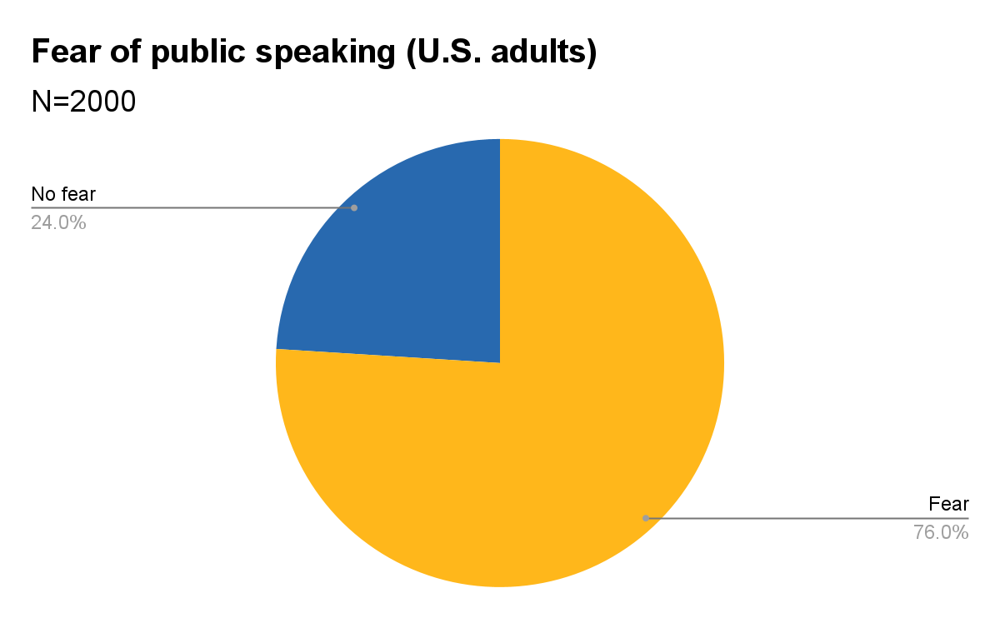 Fear of public speaking (U.S. adults)
N=2000
No fear
24.0%
Fear
76.0%